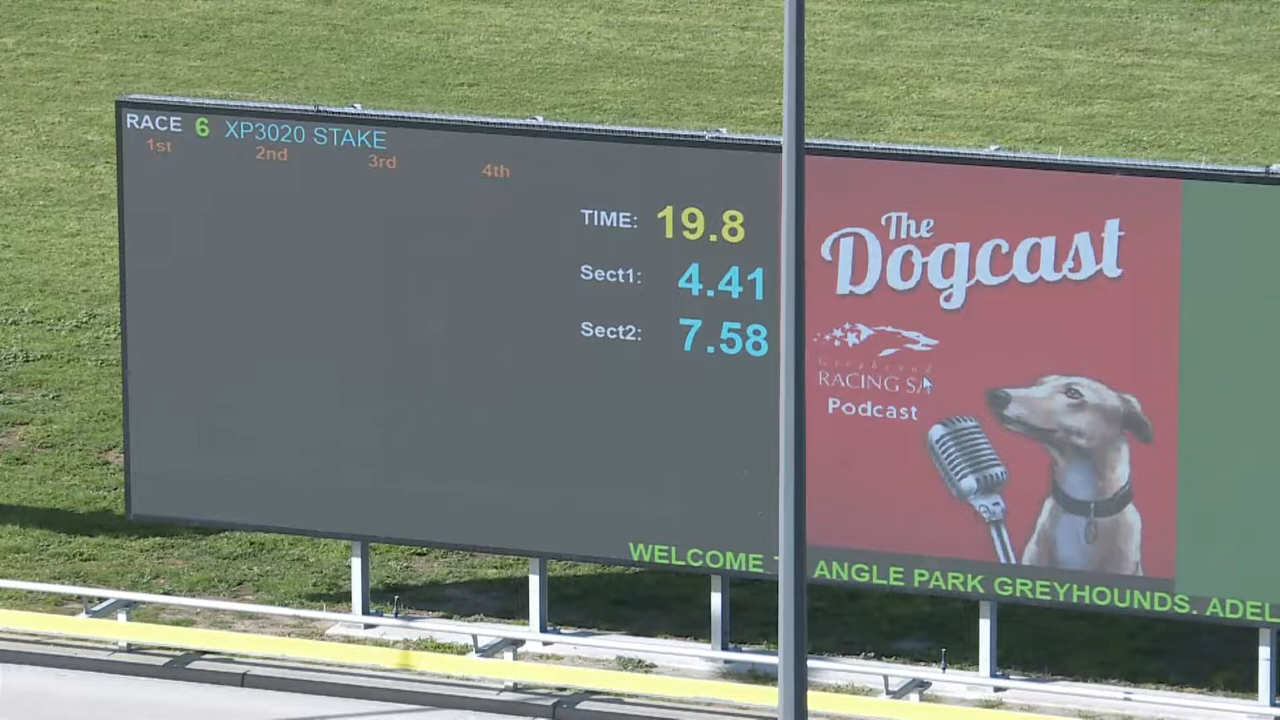 RACE 6 XP3020 STAKE
1st 2nd 3rd 4th
TIME: 19.8
Sect1: 4.41
Sect2: 7.58
The
Dogcast
Greyhound
RACING SA
Podcast
WELCOME ANGLE PARK GREYHOUNDS. ADEL